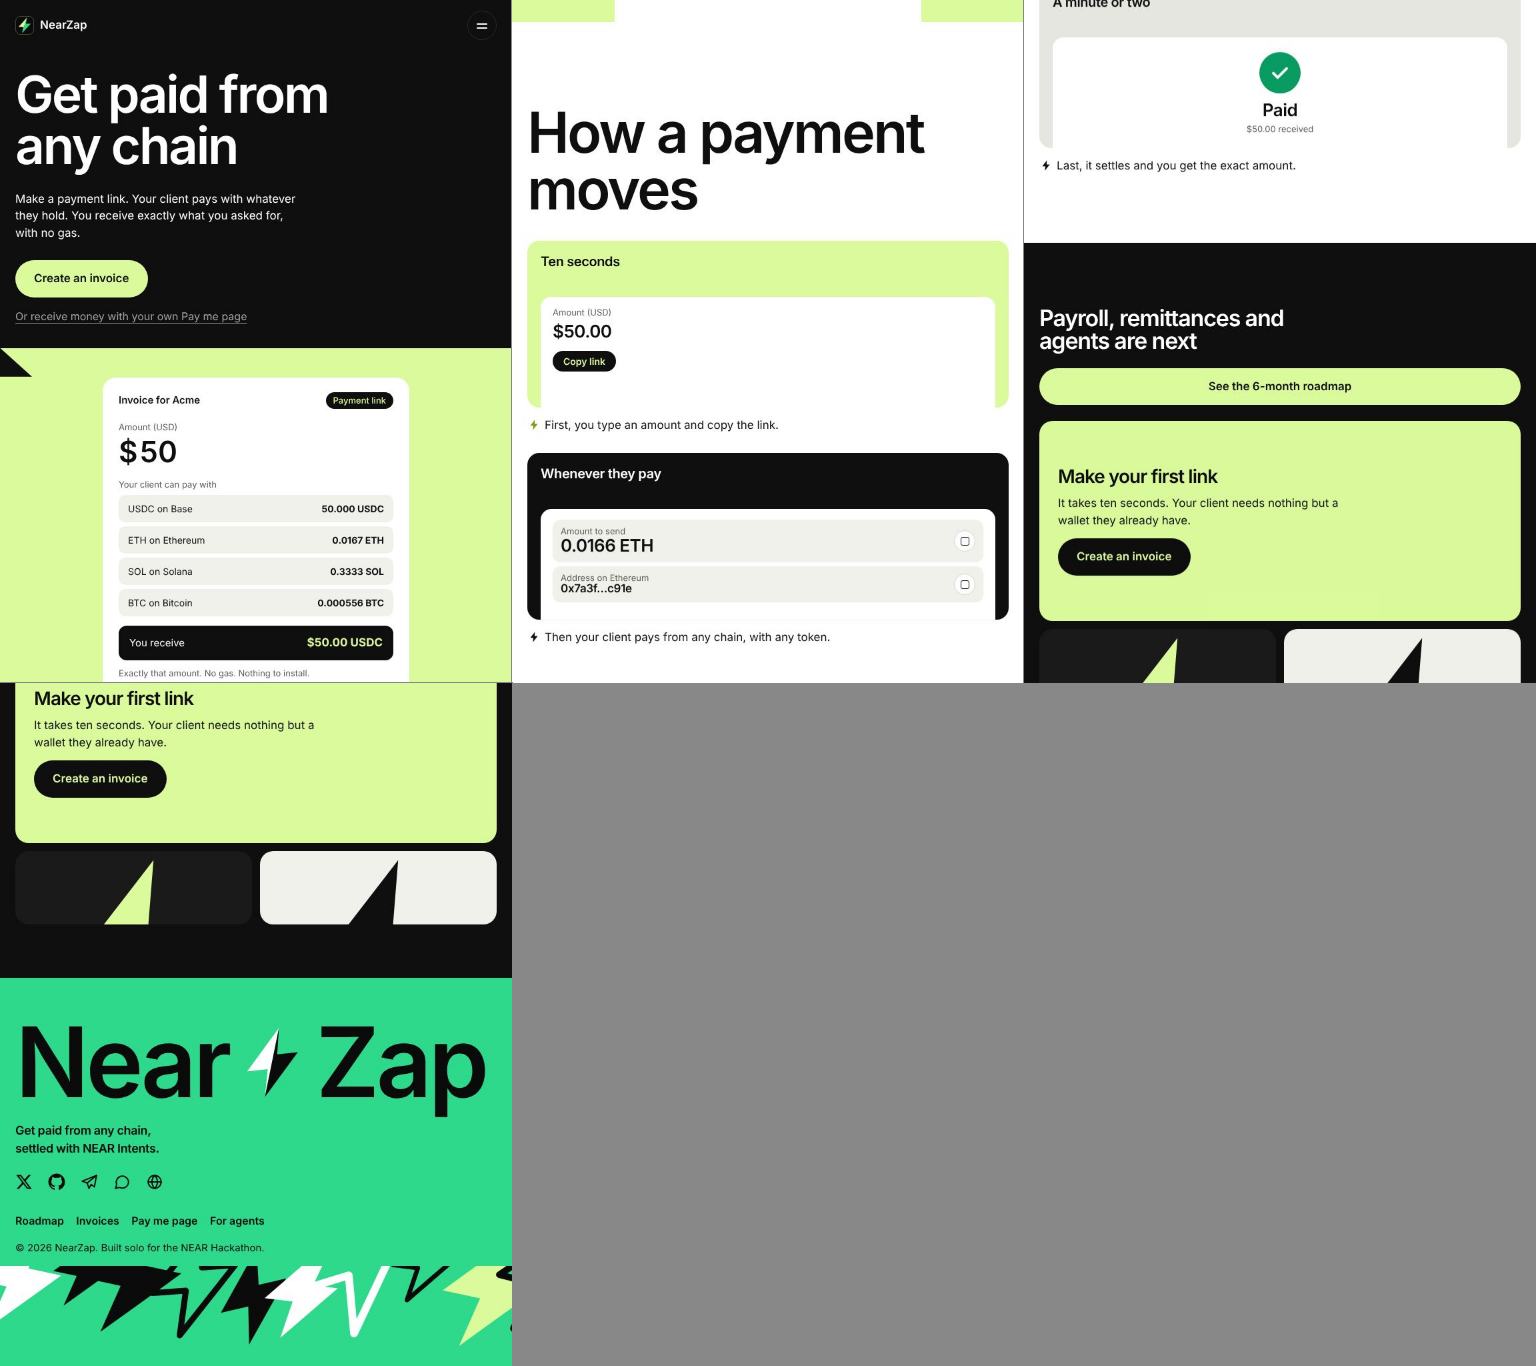 NearZap
Get paid from
any chain
Make a payment link. Your client pays with whatever
they hold. You receive exactly what you asked for,
with no gas.
Create an invoice
Or receive money with your own Pay me page
Invoice for Acme
Payment link
Amount (USD)
$50
Your client can pay with
USDC on Base
50.000 USDC
ETH on Ethereum
0.0167 ETH
SOL on Solana
0.3333 SOL
BTC on Bitcoin
0.000556 BTC
You receive
$50.00 USDC
Exactly that amount. No gas. Nothing to install.
How a payment
moves
Ten seconds
Amount (USD)
$50.00
Copy link
First, you type an amount and copy the link.
Whenever they pay
Amount to send
0.0166 ETH
Address on Ethereum
0x7a3f...c91e
Then your client pays from any chain, with any token.
A minute or two
Paid
$50.00 received
Last, it settles and you get the exact amount.
Payroll, remittances and
agents are next
See the 6-month roadmap
Make your first link
It takes ten seconds. Your client needs nothing but a
wallet they already have.
Create an invoice
Make your first link
It takes ten seconds. Your client needs nothing but a
wallet they already have.
Create an invoice
Near Zap
Get paid from any chain,
settled with NEAR Intents.
Roadmap Invoices Pay me page For agents
© 2026 NearZap. Built solo for the NEAR Hackathon.